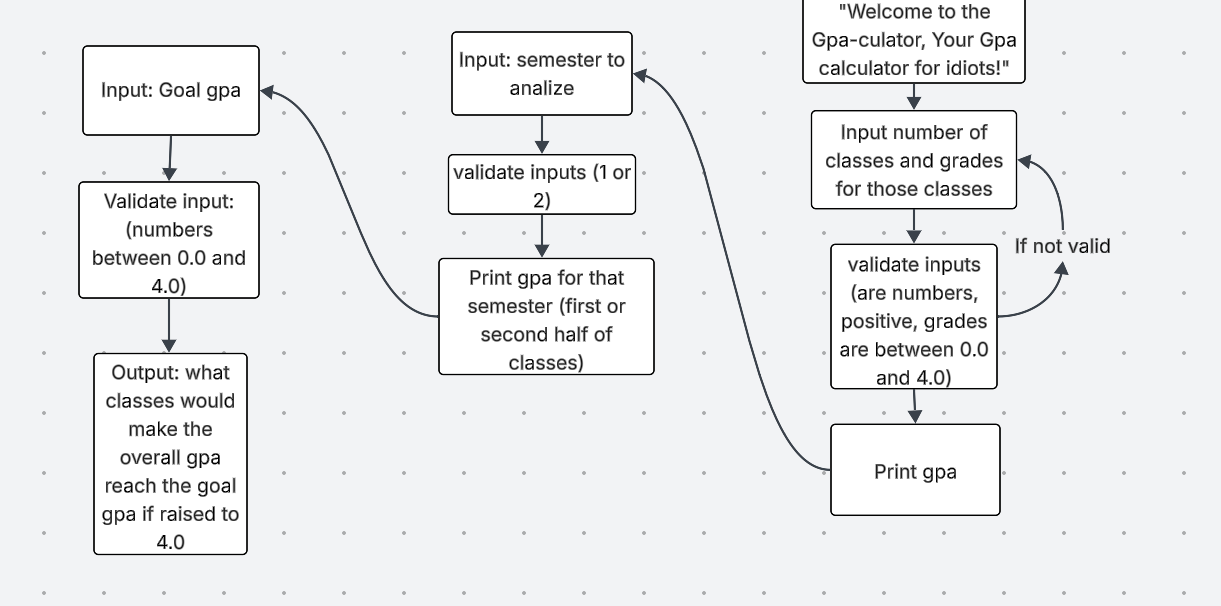 "Welcome to the
Gpa-culator, Your Gpa
calculator for idiots!"
Input number of
classes and grades
for those classes
If not valid
validate inputs
(are numbers,
positive, grades
are between 0.0
and 4.0)
Print gpa
Input: semester to
analize
validate inputs (1 or
2)
Print gpa for that
semester (first or
second half of
classes)
Input: Goal gpa
Validate input:
(numbers
between 0.0 and
4.0)
Output: what
classes would
make the
overall gpa
reach the goal
gpa if raised to
4.0